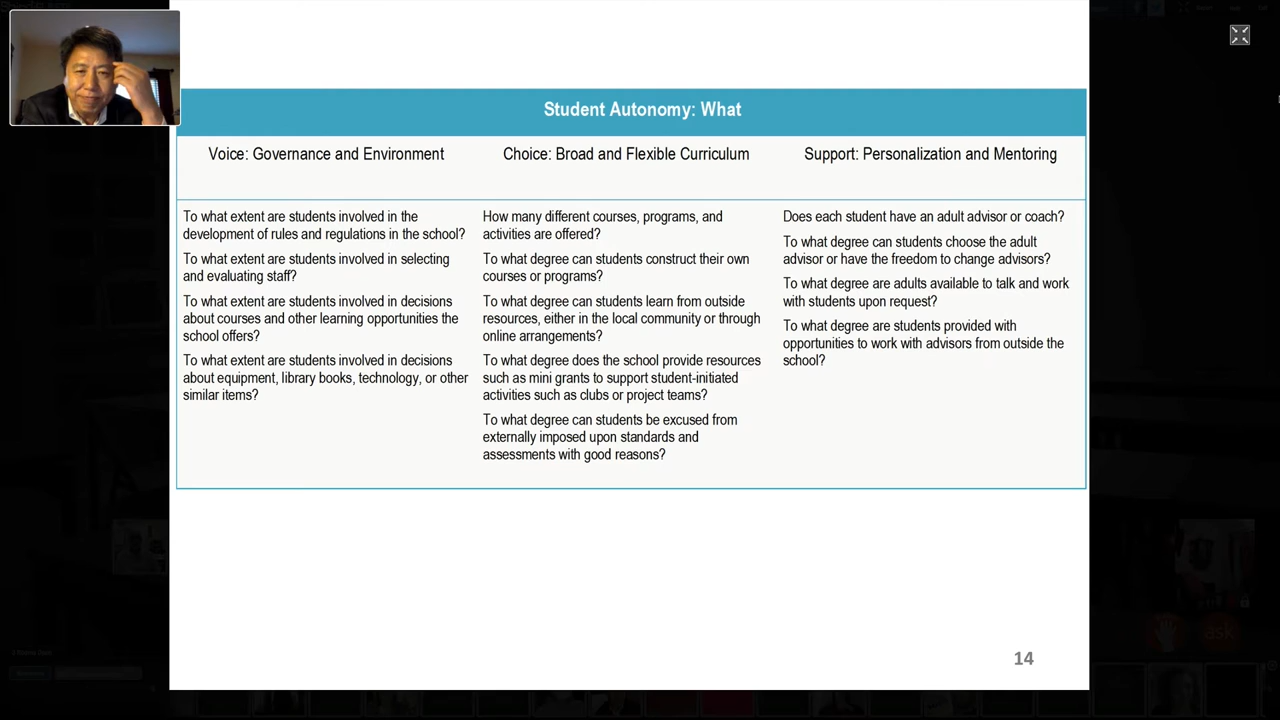 Student Autonomy: What
Voice: Governance and Environment
Choice: Broad and Flexible Curriculum
Support: Personalization and Mentoring
To what extent are students involved in the
development of rules and regulations in the school?
To what extent are students involved in selecting
and evaluating staff?
To what extent are students involved in decisions
about courses and other learning opportunities the
school offers?
To what extent are students involved in decisions
about equipment, library books, technology, or other
similar items?
How many different courses, programs, and
activities are offered?
To what degree can students construct their own
courses or programs?
To what degree can students learn from outside
resources, either in the local community or through
online arrangements?
To what degree does the school provide resources
such as mini grants to support student-initiated
activities such as clubs or project teams?
To what degree can students be excused from
externally imposed upon standards and
assessments with good reasons?
Does each student have an adult advisor or coach?
To what degree can students choose the adult
advisor or have the freedom to change advisors?
To what degree are adults available to talk and work
with students upon request?
To what degree are students provided with
opportunities to work with advisors from outside the
school?
ask
14